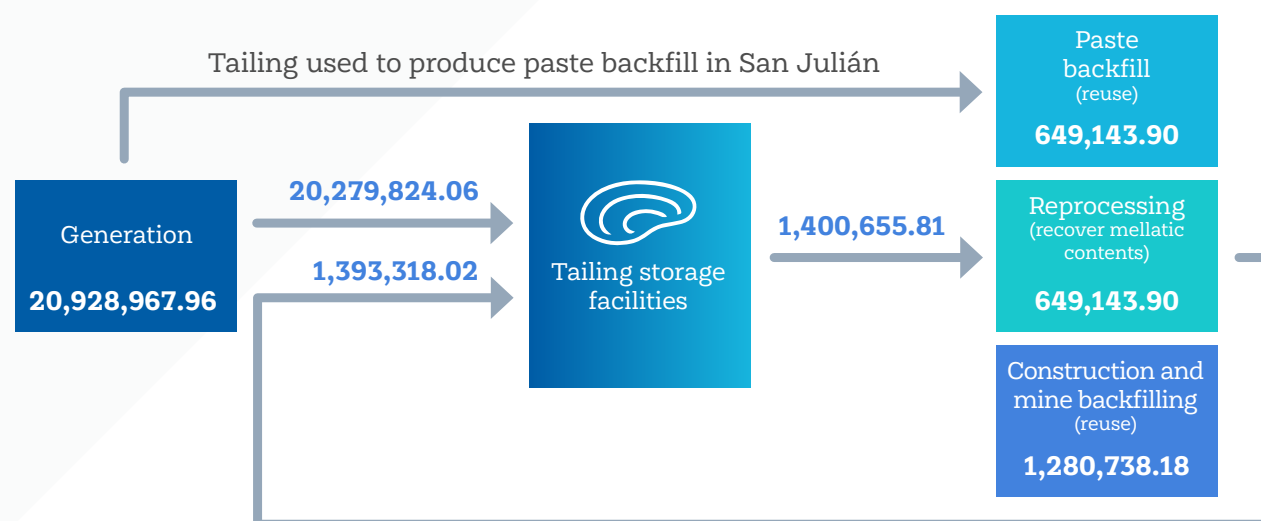 Tailing used to produce paste backfill in San Julián
Paste
backfill
(reuse)
649,143.90
Generation
20,928,967.96
20,279,824.06
1,393,318.02
Tailing storage
facilities
1,400,655.81
Reprocessing
(recover mellatic
contents)
649,143.90
Construction and
mine backfilling
(reuse)
1,280,738.18